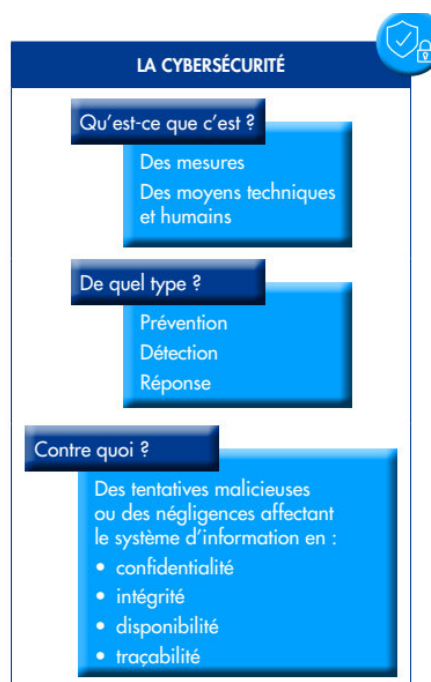 LA CYBERSÉCURITÉ
Qu’est-ce que c’est ?
Des mesures
Des moyens techniques
et humains
De quel type ?
Prévention
Détection
Réponse
Contre quoi ?
Des tentatives malicieuses
ou des négligences affectant
le système d’information en :
• confidentialité
• intégrité
• disponibilité
• traçabilité